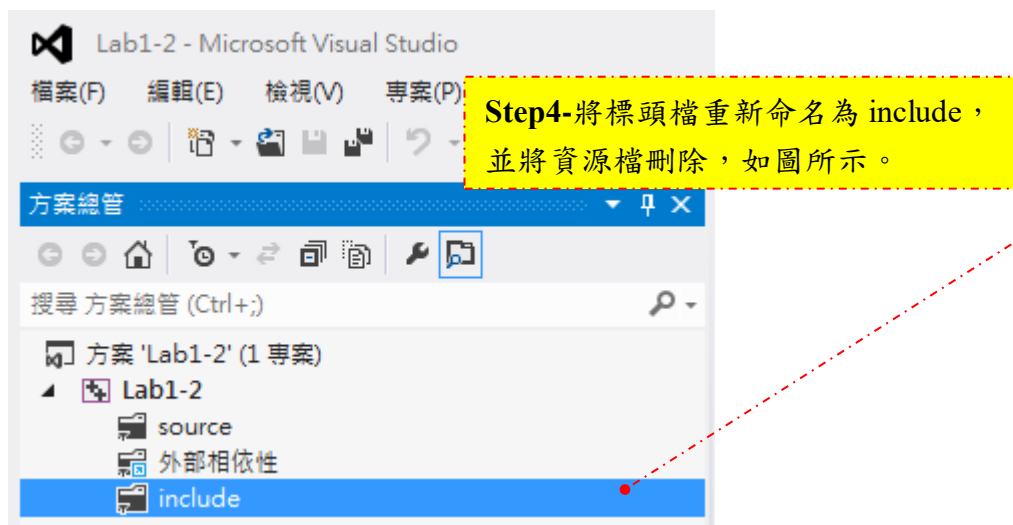 Lab1-2 - Microsoft Visual Studio
檔案(F) 編輯(E) 檢視(V) 專案(P)
Step4-將標頭檔重新命名為 include，
並將資源檔刪除，如圖所示。
方案總管
搜尋 方案總管 (Ctrl+;)
方案 'Lab1-2' (1 專案)
Lab1-2
source
外部相依性
include